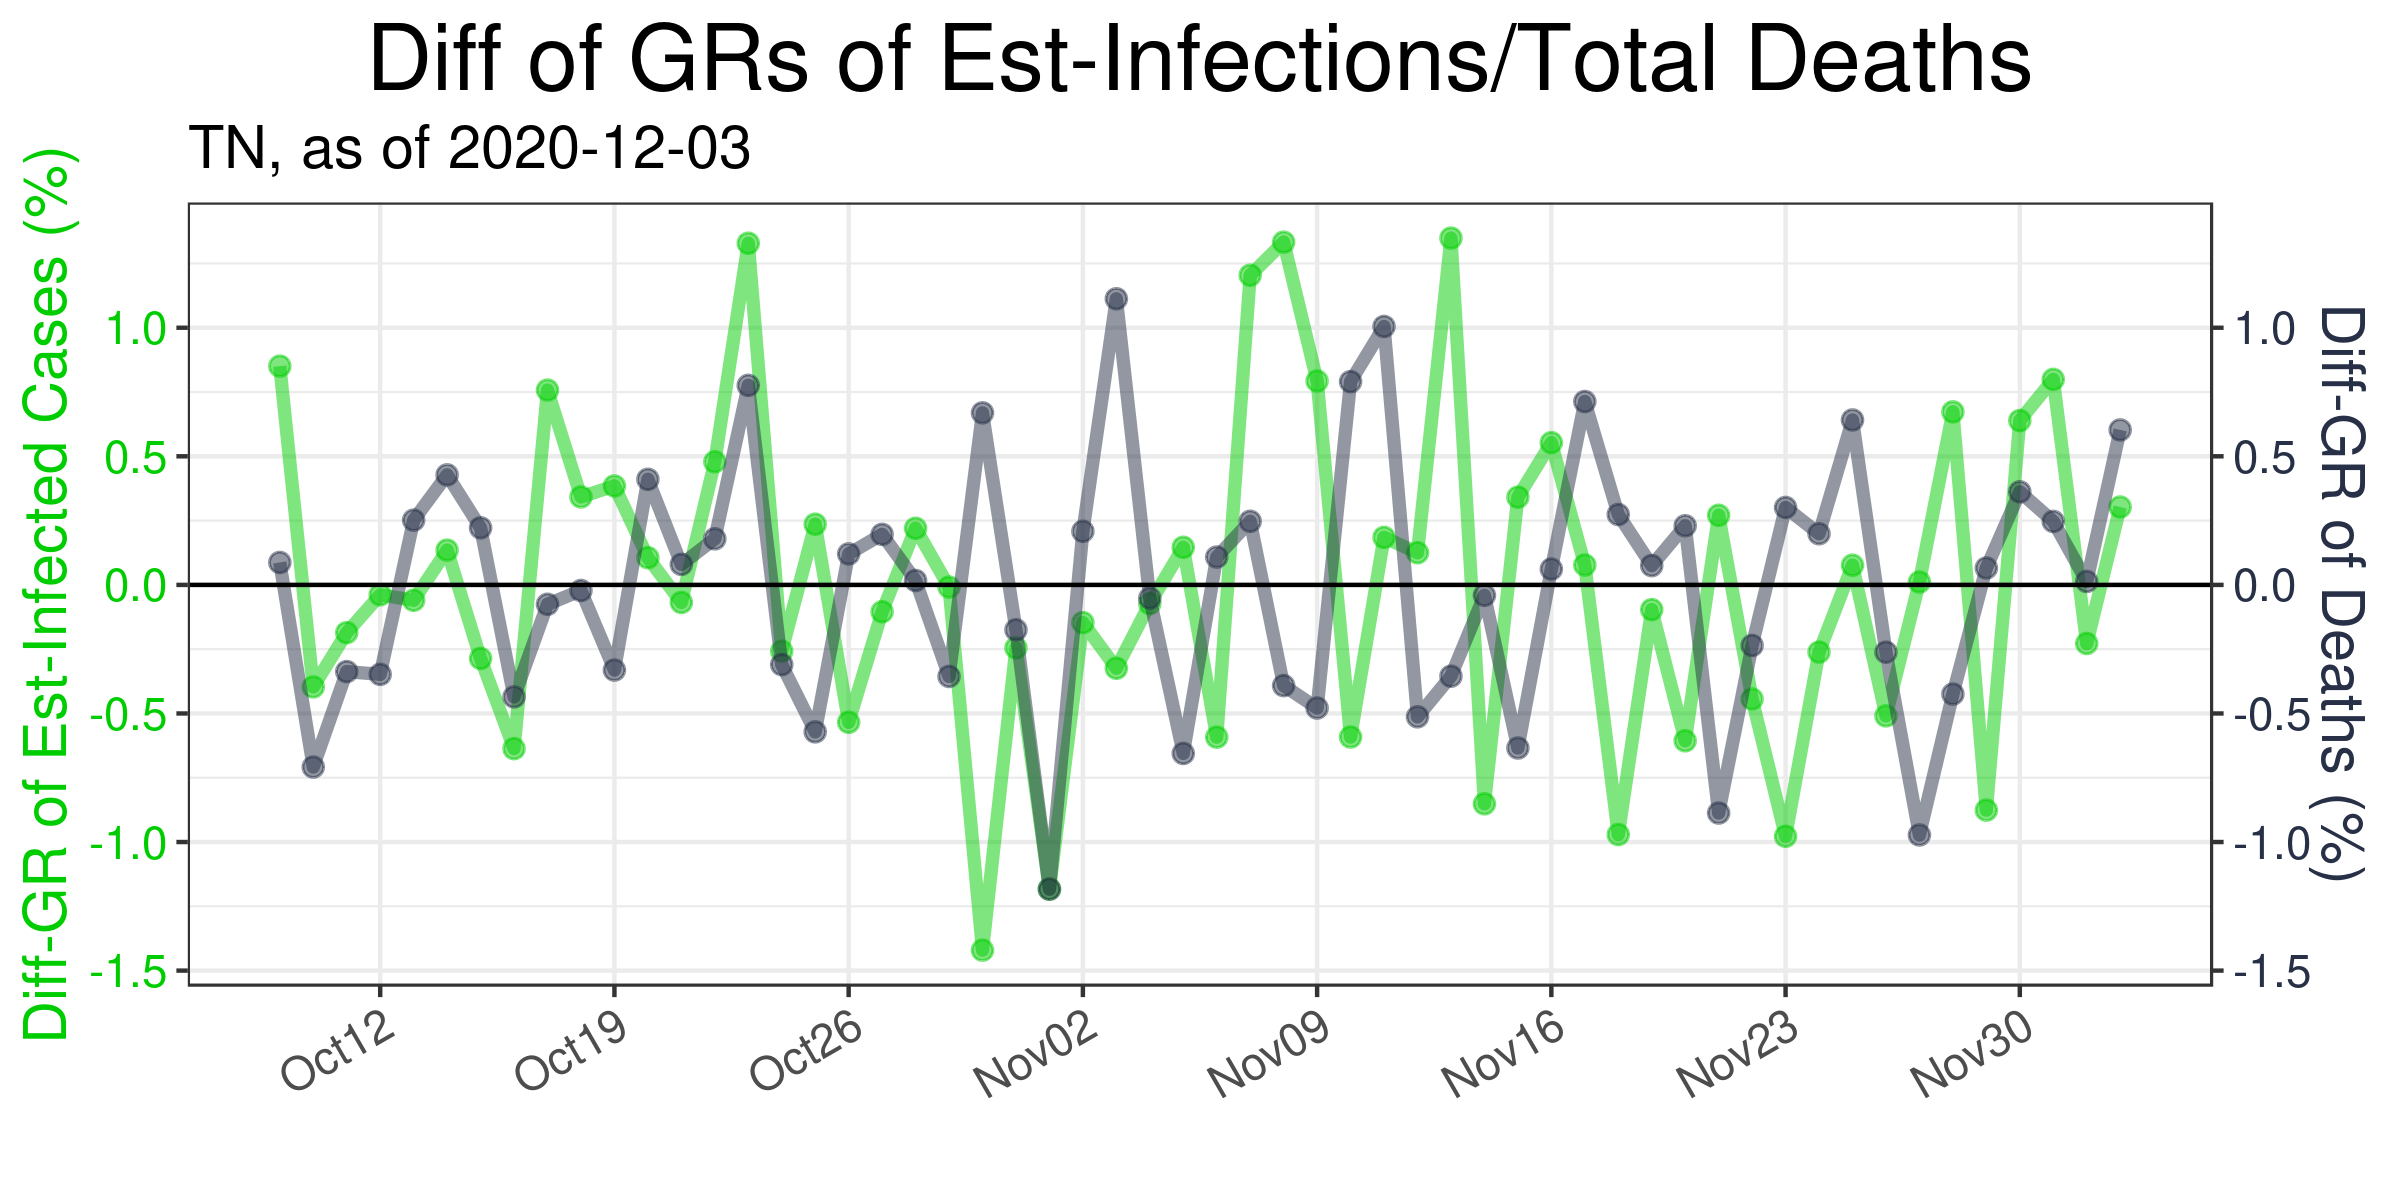 Diff of GRs of Est-Infections/Total Deaths
TN, as of 2020-12-03
Diff-GR of Est-Infected Cases (%)
1.0
0.5
0.0
-0.5
-1.0
-1.5
1.0
0.5
0.0
-0.5
-1.0
-1.5
Diff-GR of Deaths (%)
Oct12
Oct19
Oct26
Nov02
Nov09
Nov16
Nov23
Nov30